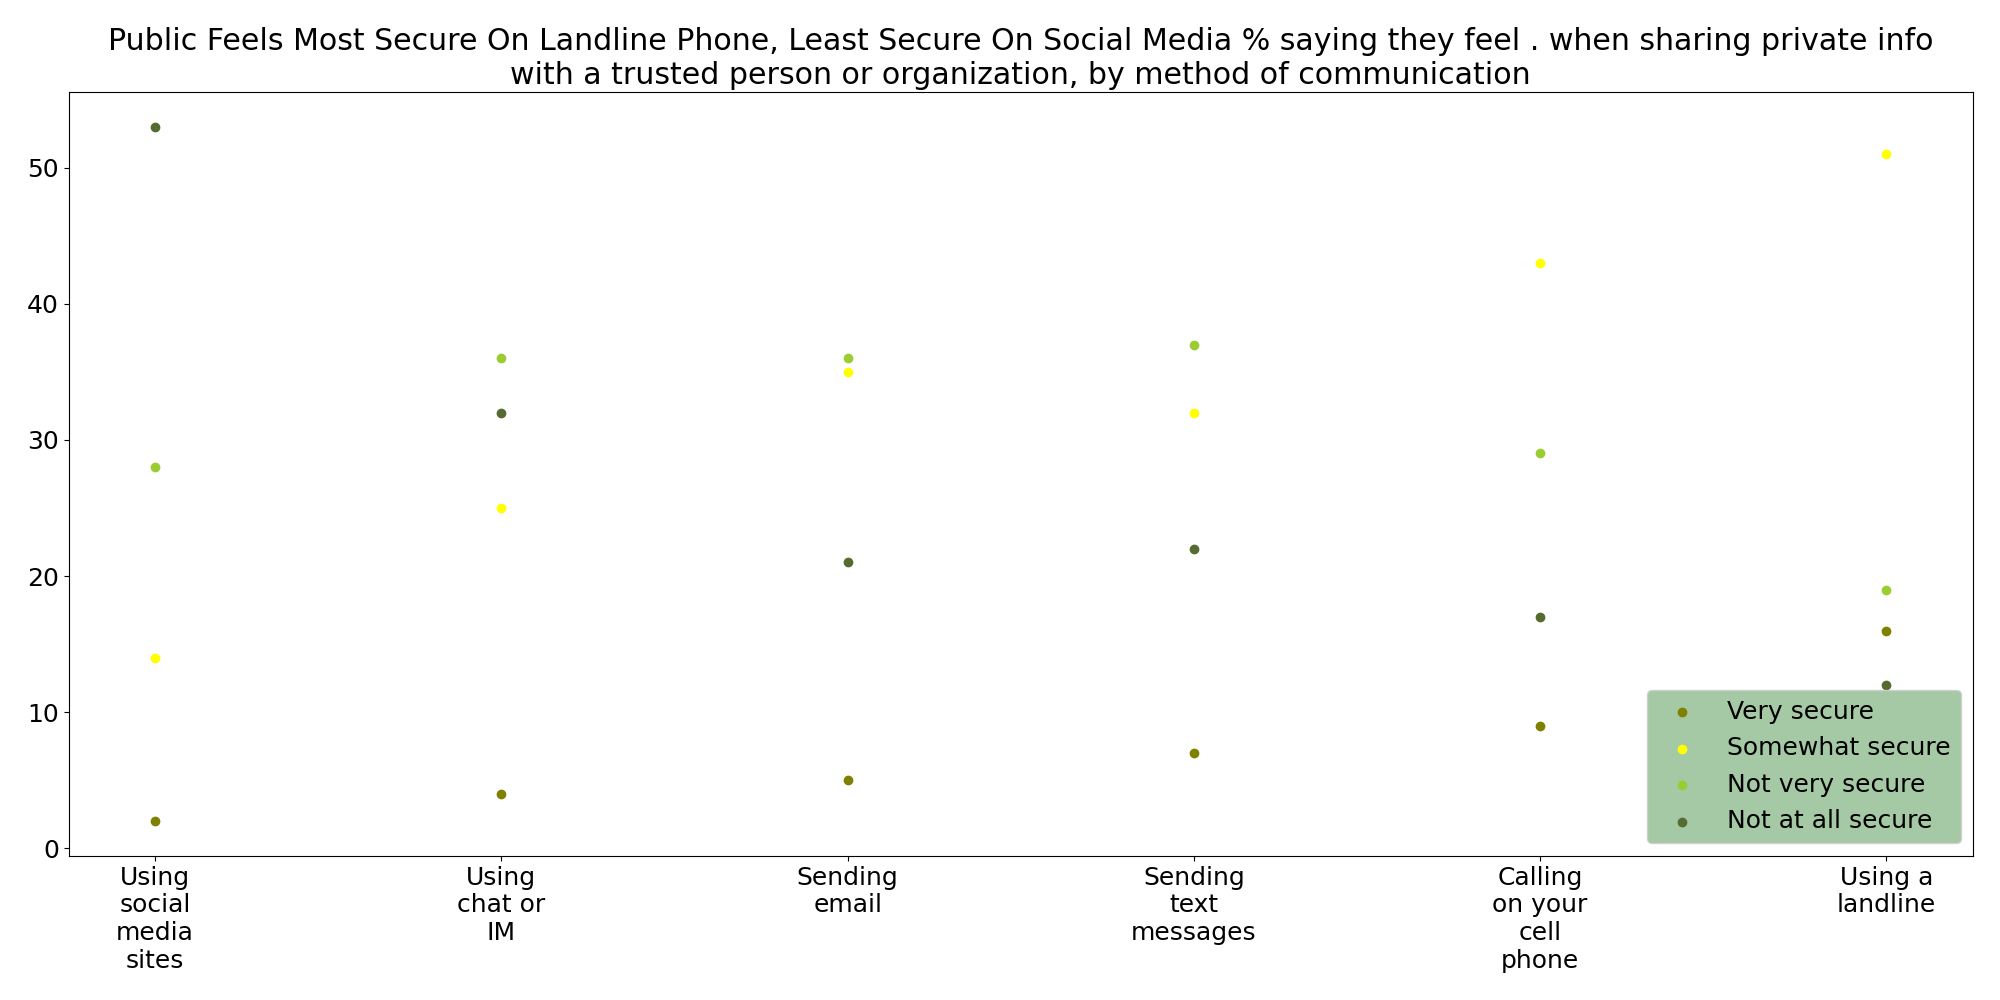 Public Feels Most Secure On Landline Phone, Least Secure On Social Media % saying they feel . when sharing private info
with a trusted person or organization, by method of communication
50
40
30
20
10
0
Very secure
Somewhat secure
Not very secure
Not at all secure
Using
social
media
sites
Using
chat or
IM
Sending
email
Sending
text
messages
Calling
on your
cell
phone
Using a
landline